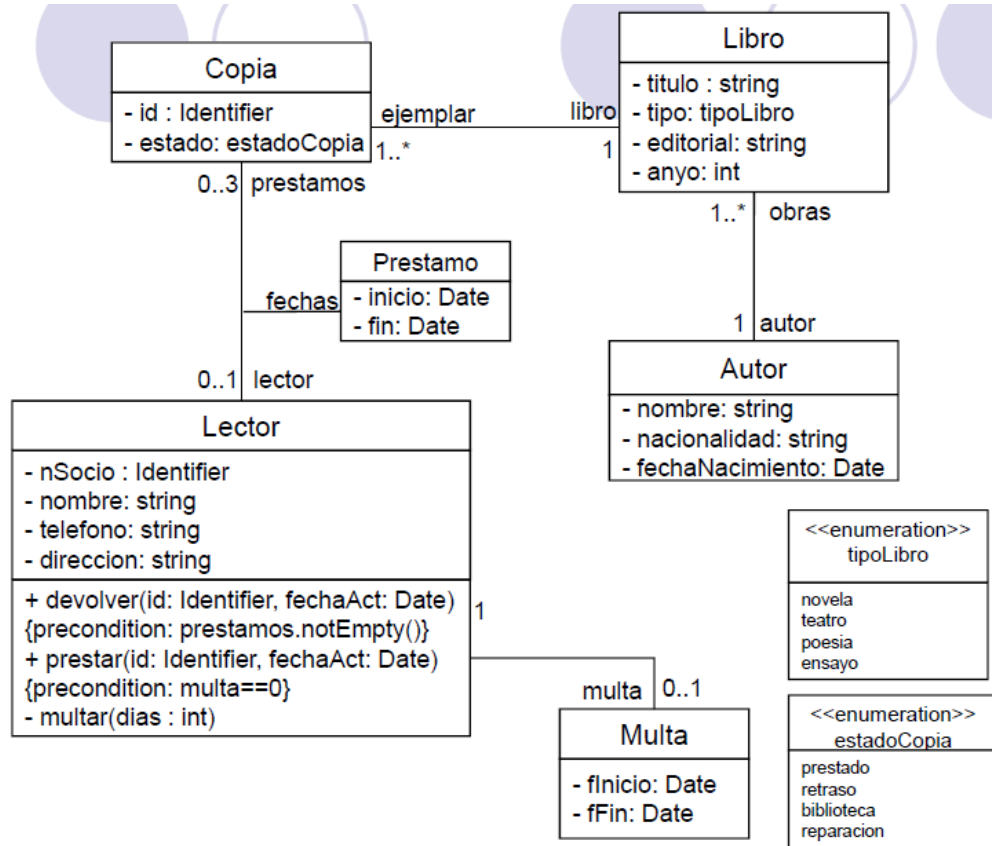 Copia
- id : Identifier
- estado: estadoCopia
ejemplar
1..*
libro
1
Libro
- titulo : string
- tipo: tipoLibro
- editorial: string
- anyo: int
0..3 prestamos
1..* obras
Prestamo
- inicio: Date
- fin: Date
fechas
1 autor
Autor
- nombre: string
- nacionalidad: string
- fechaNacimiento: Date
0..1 lector
Lector
- nSocio : Identifier
- nombre: string
- telefono: string
- direccion: string
+ devolver(id: Identifier, fechaAct: Date)
{precondition: prestamos.notEmpty()}
+ prestar(id: Identifier, fechaAct: Date)
{precondition: multa==0}
- multar(dias : int)
1
multa 0..1
Multa
- fInicio: Date
- fFin: Date
<<enumeration>>
tipoLibro
novela
teatro
poesia
ensayo
<<enumeration>>
estadoCopia
prestado
retraso
biblioteca
reparacion